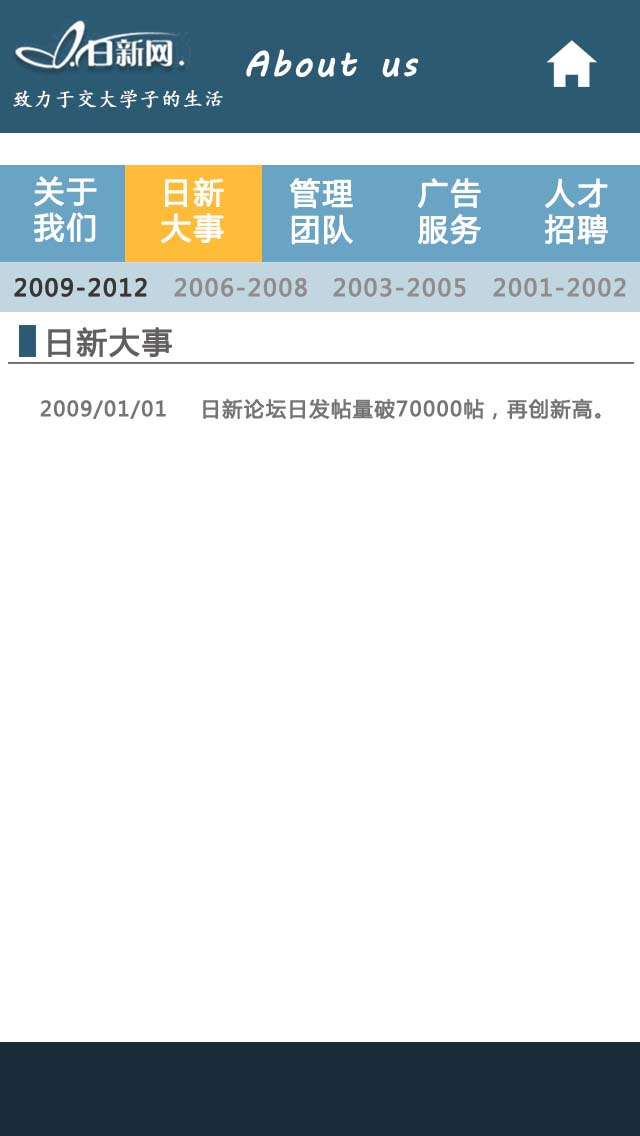 日新网.
About us
致力于交大学子的生活
关于
我们
日新
大事
管理
团队
广告
服务
人才
招聘
2009-2012 2006-2008 2003-2005 2001-2002
日新大事
2009/01/01 日新论坛日发帖量破70000帖，再创新高。